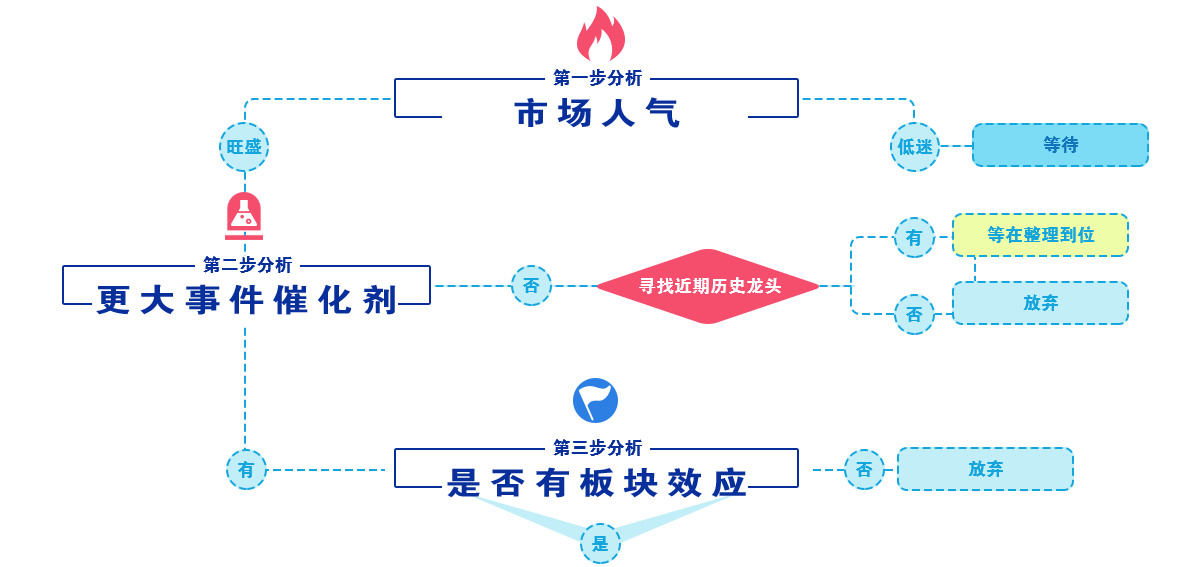 第一步分析
市场人气
旺盛
低迷
等待
第二步分析
更大事件催化剂
否
寻找近期历史龙头
有
等在整理到位
否
放弃
有
第三步分析
是否有板块效应
否
放弃
是